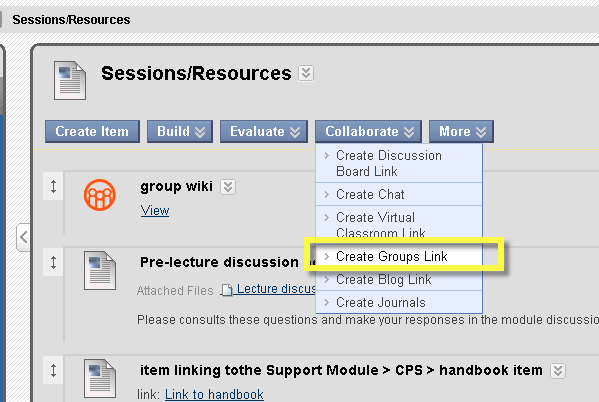 Sessions/Resources
Sessions/Resources
Create Item Build Evaluate Collaborate More
Create Discussion
Board Link
Create Chat
Create Virtual
Classroom Link
Create Groups Link
Create Blog Link
Create Journals
group wiki
View
Pre-lecture discussion
Attached Files Lecture discus
Please consults these questions and make your responses in the module discussio
item linking tothe Support Module > CPS > handbook item
link: Link to handbook